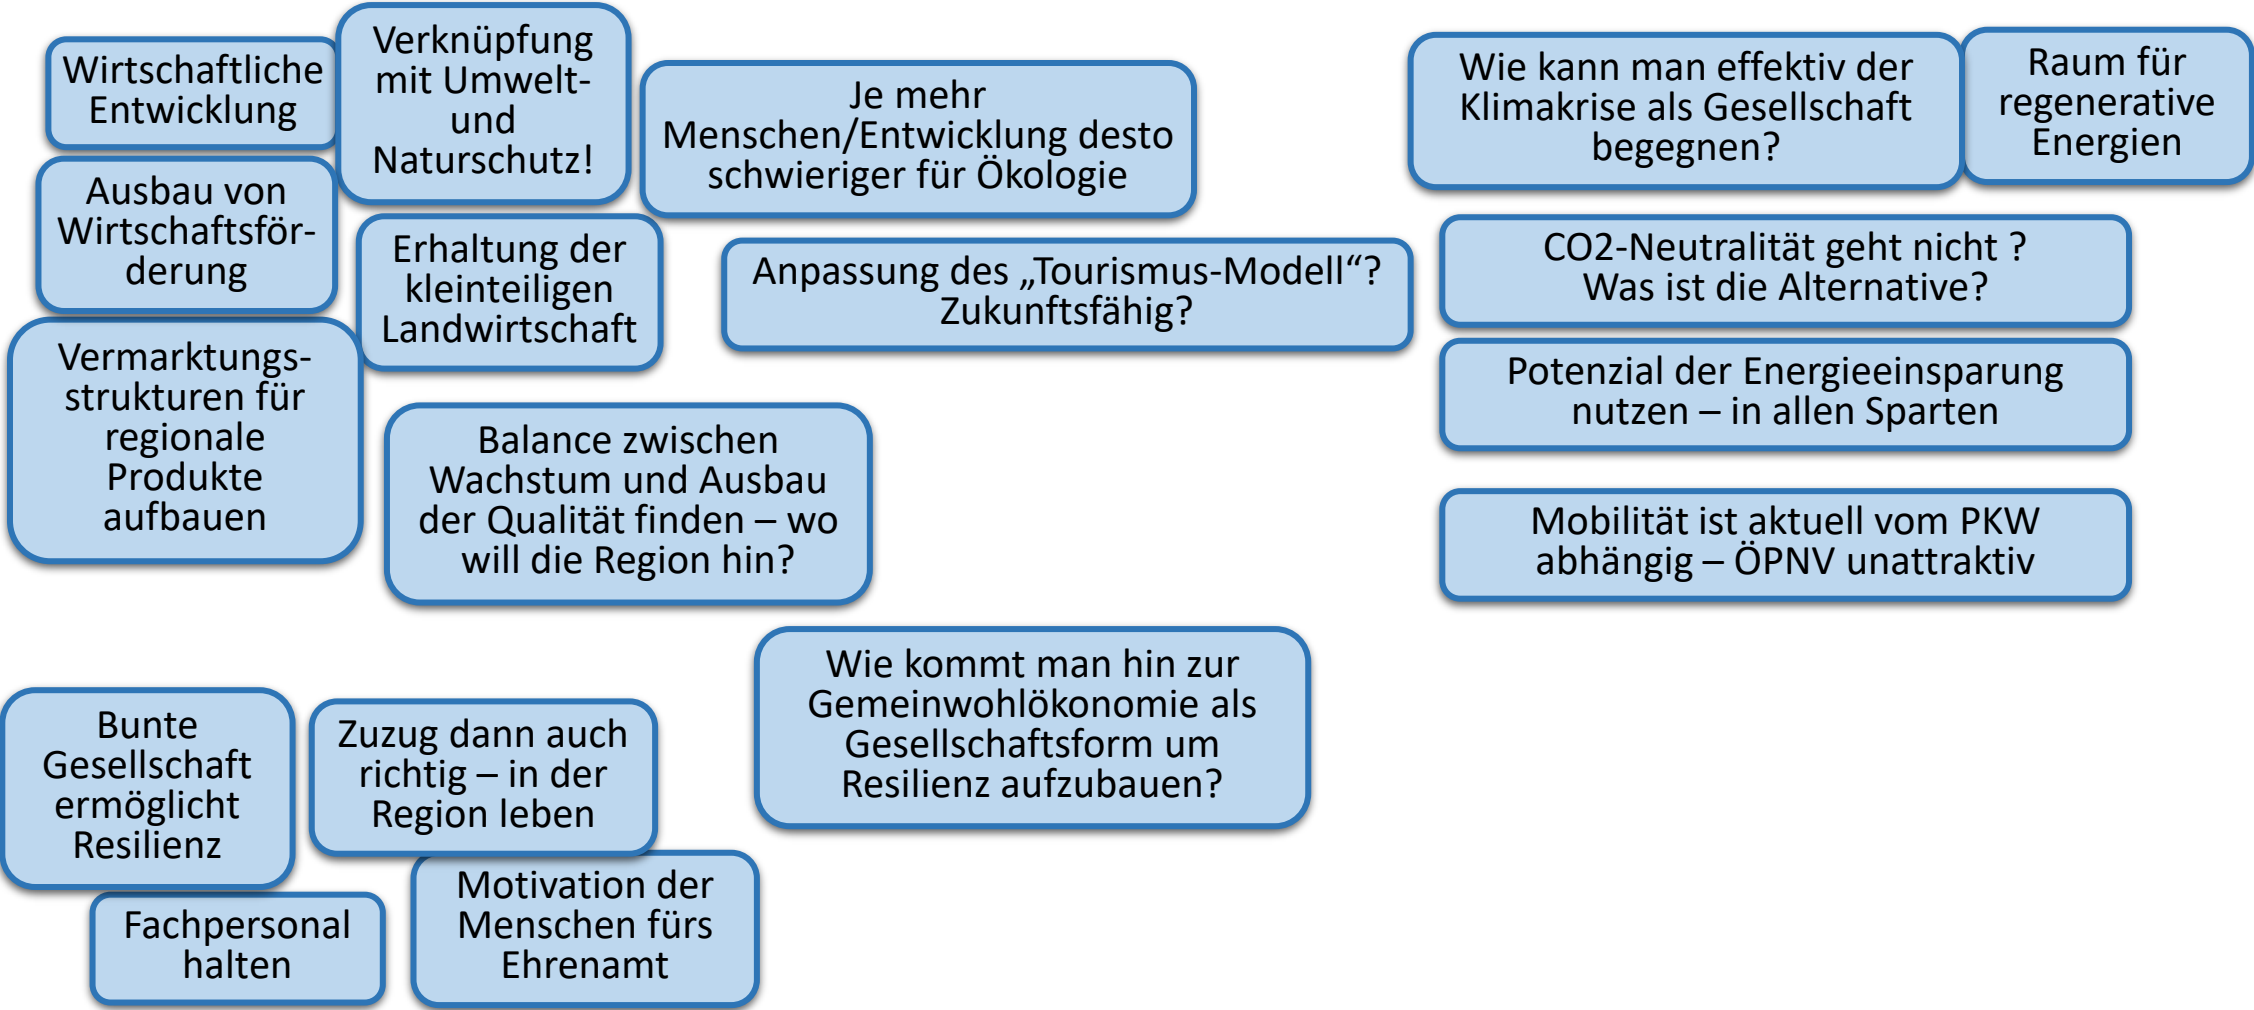 Wirtschaftliche
Entwicklung
Verknüpfung
mit Umwelt-
und
Naturschutz!
Je mehr
Menschen/Entwicklung desto
schwieriger für Ökologie
Wie kann man effektiv der
Klimakrise als Gesellschaft
begegnen?
Raum für
regenerative
Energien
Ausbau von
Wirtschaftsför-
derung
Erhaltung der
kleinteiligen
Landwirtschaft
Anpassung des „Tourismus-Modell“?
Zukunftsfähig?
CO2-Neutralität geht nicht ?
Was ist die Alternative?
Vermarktungs-
strukturen für
regionale
Produkte
aufbauen
Balance zwischen
Wachstum und Ausbau
der Qualität finden – wo
will die Region hin?
Potenzial der Energieeinsparung
nutzen – in allen Sparten
Mobilität ist aktuell vom PKW
abhängig – ÖPNV unattraktiv
Wie kommt man hin zur
Gemeinwohlökonomie als
Gesellschaftsform um
Resilienz aufzubauen?
Bunte
Gesellschaft
ermöglicht
Resilienz
Zuzug dann auch
richtig – in der
Region leben
Fachpersonal
halten
Motivation der
Menschen fürs
Ehrenamt